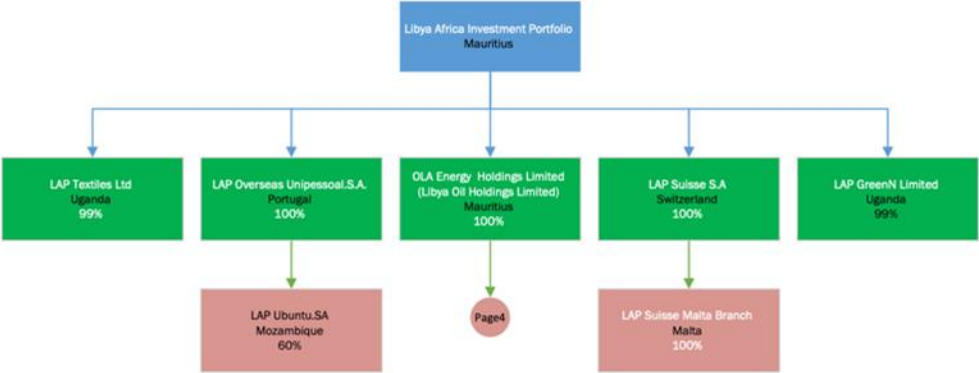 Libya Africa Investment Portfolio
Mauritius
LAP Textiles Ltd
Uganda
99%
LAP Overseas Unipessoal.S.A.
Portugal
100%
OLA Energy Holdings Limited
(Libya Oil Holdings Limited)
Mauritius
100%
LAP Suisse S.A
Switzerland
100%
LAP GreenN Limited
Uganda
99%
LAP Ubuntu.SA
Mozambique
60%
Page4
LAP Suisse Malta Branch
Malta
100%